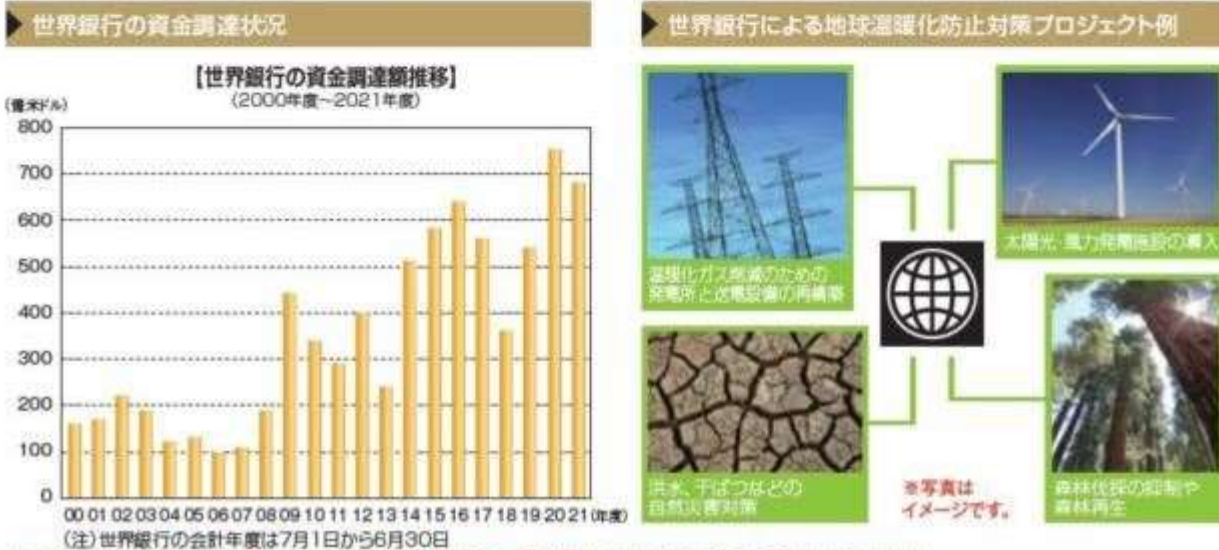 世界銀行の資金調達状況
【世界銀行の資金調達額推移】
(2000年度~2021年度)
(億米ドル)
800
700
600
500
400
300
200
100
0
00 01 02 03 04 05 06 07 08 09 10 11 12 13 14 15 16 17 18 19 20 21 (年度)
(注)世界銀行の会計年度は7月1日から6月30日
世界銀行による地球温暖化防止対策プロジェクト例
温暖化ガス削減のための
発電所と送電設備の再構築
太陽光・風力発電施設の導入
洪水、干ばつなどの
自然災害対策
※写真は
イメージです。
森林伐採の抑制や
森林再生